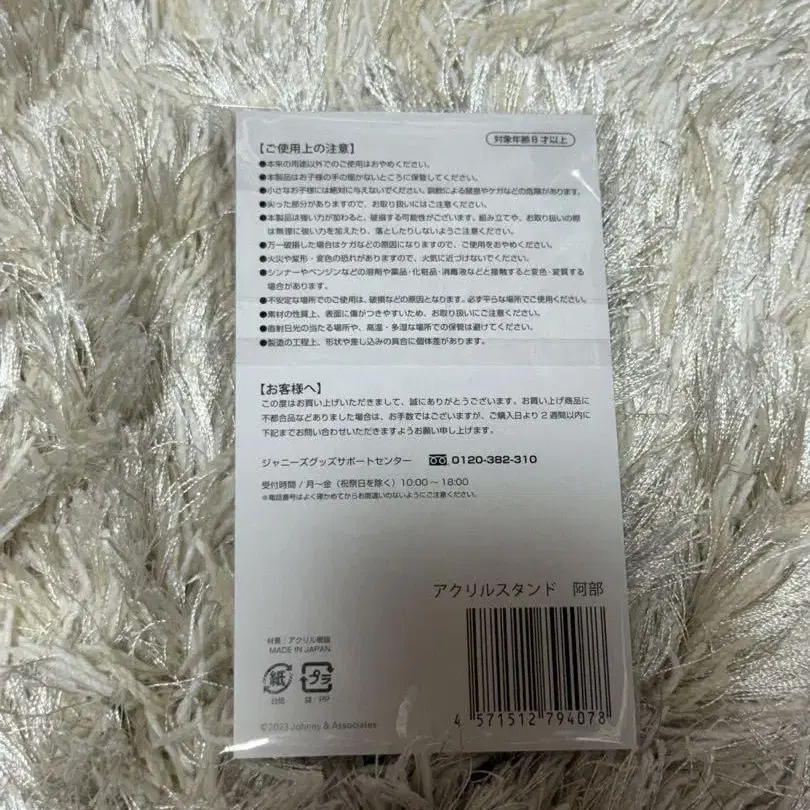 対象年齢8才以上
【ご使用上の注意】
●本来の用途以外でのご使用はおやめください。
●本製品はお子様の手の届かないところに保管してください。
●小さなお子様には絶対に与えないでください。誤飲による窒息やケガなどの危険があります。
●尖った部分がありますので、お取り扱いにはご注意ください。
●本製品は強い力が加わると、破損する可能性がございます。組み立てや、お取り扱いの際
は無理に強い力を加えたり、落としたりしないようご注意ください。
●万一破損した場合はケガなどの原因になりますので、ご使用をおやめください。
●火災や変形・変色の恐れがありますので、火気に近づけないでください。
●シンナーやベンジンなどの溶剤や薬品・化粧品・消毒液などと接触すると変色・変質する
場合があります。
●不安定な場所でのご使用は、破損などの原因となります。必ず平らな場所でご使用ください。
●素材の性質上、表面に傷がつきやすいため、お取り扱いにご注意ください。
●直射日光の当たる場所や、高温・多湿な場所での保管は避けてください。
●製造の工程上、形状や差し込みの具合に個体差があります。
【お客様へ】
この度はお買い上げいただきまして、誠にありがとうございます。お買い上げ商品に
不都合品などありました場合は、お手数ではございますが、ご購入日より2週間以内に
下記までお問い合わせいただきますようお願い申し上げます。
ジャニーズグッズサポートセンター 0120-382-310
受付時間 / 月~金(祝祭日を除く) 10:00~18:00
※電話番号はよく確かめてからお間違いのないようにご注意ください。
アクリルスタンド 阿部
材質:アクリル樹脂
MADE IN JAPAN
紙 プラ
台紙 袋:PP
4 571512 794078
©2023 Johnny & Associates